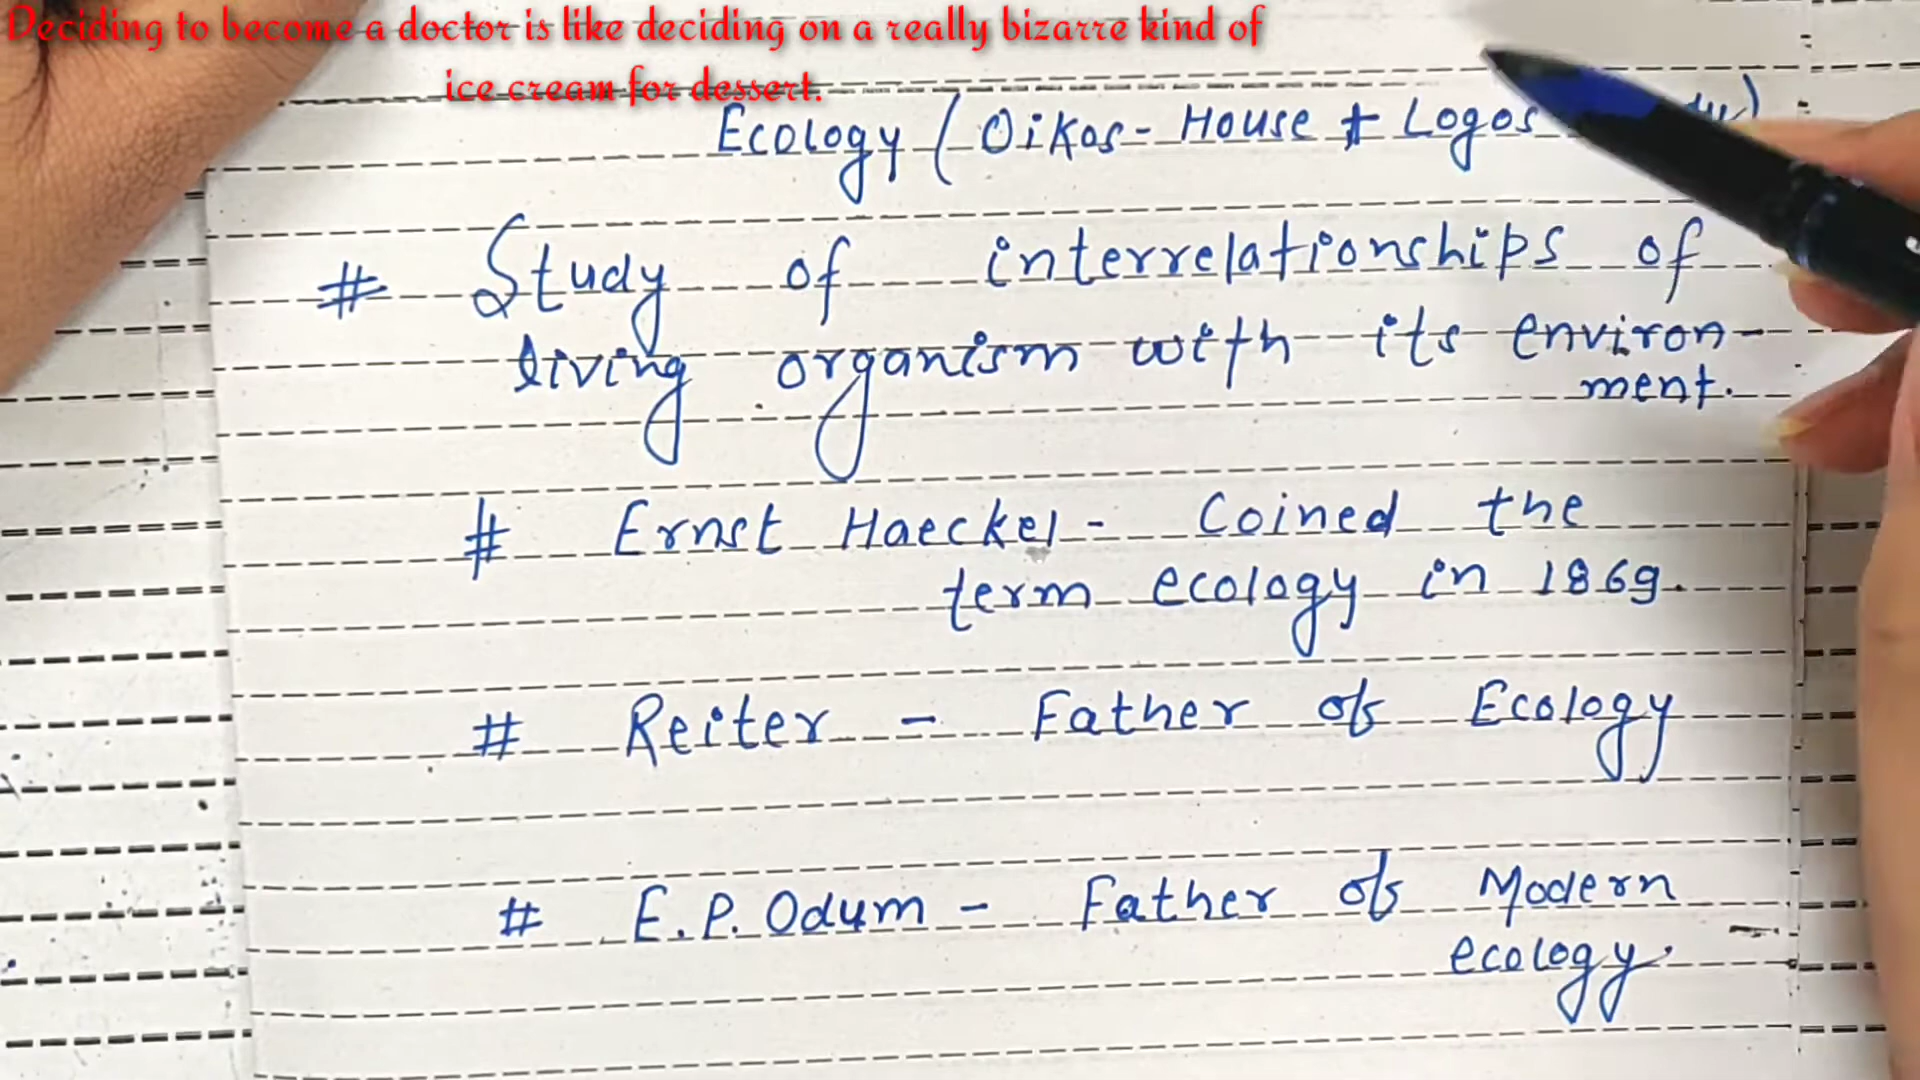 Deciding to become a doctor is like deciding on a really bizarre kind of
ice cream for dessert.
Ecology (Oikos- House + Logos
# Study of interrelationships of
living organism with its environ-
ment.
# Ernst Haeckel- Coined the
term ecology in 1869.
# Reiter - Father of Ecology
# E.P. Odum - Father of Modern
ecology.